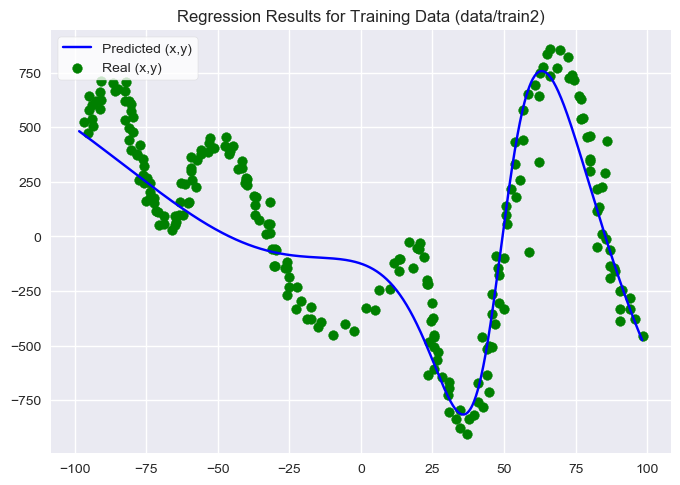 Regression Results for Training Data (data/train2)
Predicted (x,y)
Real (x,y)
750
500
250
0
−250
−500
−750
−100 −75 −50 −25 0 25 50 75 100